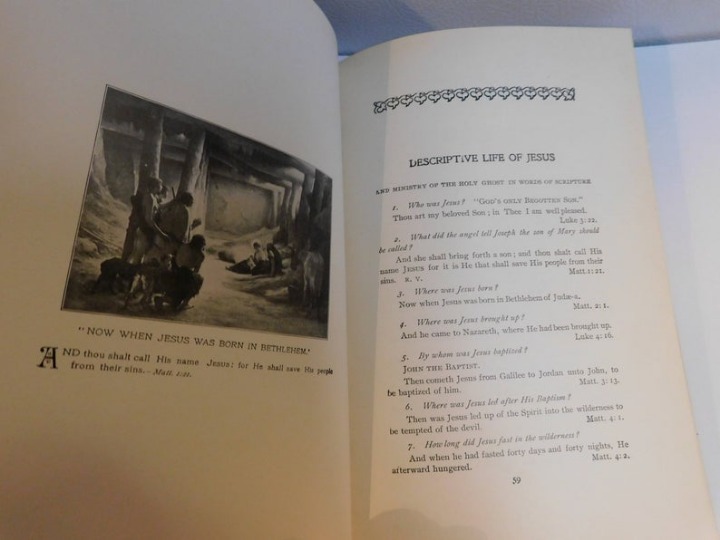 "NOW WHEN JESUS WAS BORN IN BETHLEHEM."
AND thou shalt call His name Jesus: for He shall save His people
from their sins.—Matt. 1:21.
DESCRIPTIVE LIFE OF JESUS
AND MINISTRY OF THE HOLY GHOST IN WORDS OF SCRIPTURE
1. Who was Jesus? "GOD'S ONLY BEGOTTEN SON."
Thou art my beloved Son; in Thee I am well pleased.
Luke 3:22.
2. What did the angel tell Joseph the son of Mary should
be called?
And she shall bring forth a son; and thou shalt call His
name JESUS for it is He that shall save His people from their
sins. R. V. Matt. 1:21.
3. Where was Jesus born?
Now when Jesus was born in Bethlehem of Judæ-a.
Matt. 2:1.
4. Where was Jesus brought up?
And he came to Nazareth, where He had been brought up.
Luke 4:16.
5. By whom was Jesus baptized?
JOHN THE BAPTIST.
Then cometh Jesus from Galilee to Jordan unto John, to
be baptized of him. Matt. 3:13.
6. Where was Jesus led after His Baptism?
Then was Jesus led up of the Spirit into the wilderness to
be tempted of the devil. Matt. 4:1.
7. How long did Jesus fast in the wilderness?
And when he had fasted forty days and forty nights, He
afterward hungered. Matt. 4:2.
59